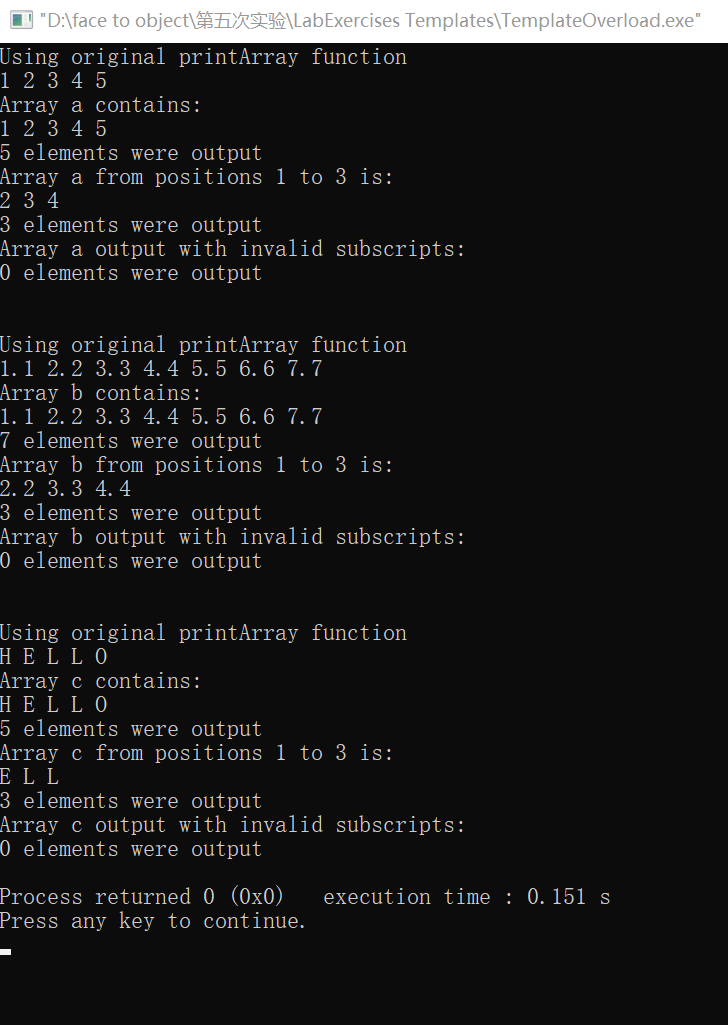 "D:\face to object\第五次实验\LabExercises Templates\TemplateOverload.exe"
Using original printArray function
1 2 3 4 5
Array a contains:
1 2 3 4 5
5 elements were output
Array a from positions 1 to 3 is:
2 3 4
3 elements were output
Array a output with invalid subscripts:
0 elements were output
Using original printArray function
1.1 2.2 3.3 4.4 5.5 6.6 7.7
Array b contains:
1.1 2.2 3.3 4.4 5.5 6.6 7.7
7 elements were output
Array b from positions 1 to 3 is:
2.2 3.3 4.4
3 elements were output
Array b output with invalid subscripts:
0 elements were output
Using original printArray function
H E L L O
Array c contains:
H E L L O
5 elements were output
Array c from positions 1 to 3 is:
E L L
3 elements were output
Array c output with invalid subscripts:
0 elements were output
Process returned 0 (0x0)   execution time : 0.151 s
Press any key to continue.